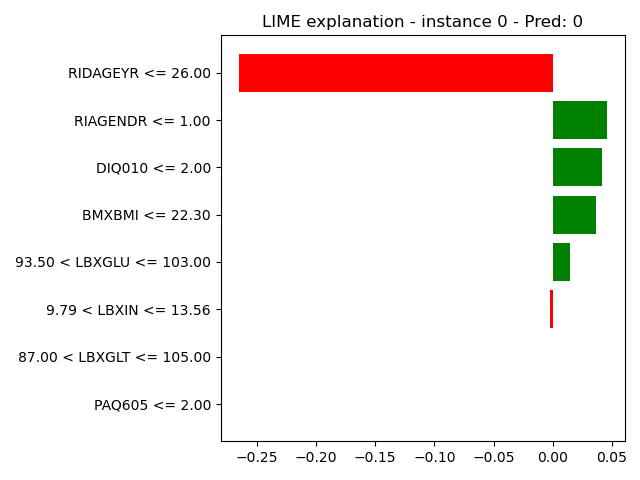 LIME explanation - instance 0 - Pred: 0
RIDAGEYR <= 26.00
RIAGENDR <= 1.00
DIQ010 <= 2.00
BMXBMI <= 22.30
93.50 < LBXGLU <= 103.00
9.79 < LBXIN <= 13.56
87.00 < LBXGLT <= 105.00
PAQ605 <= 2.00
−0.25 −0.20 −0.15 −0.10 −0.05 0.00 0.05